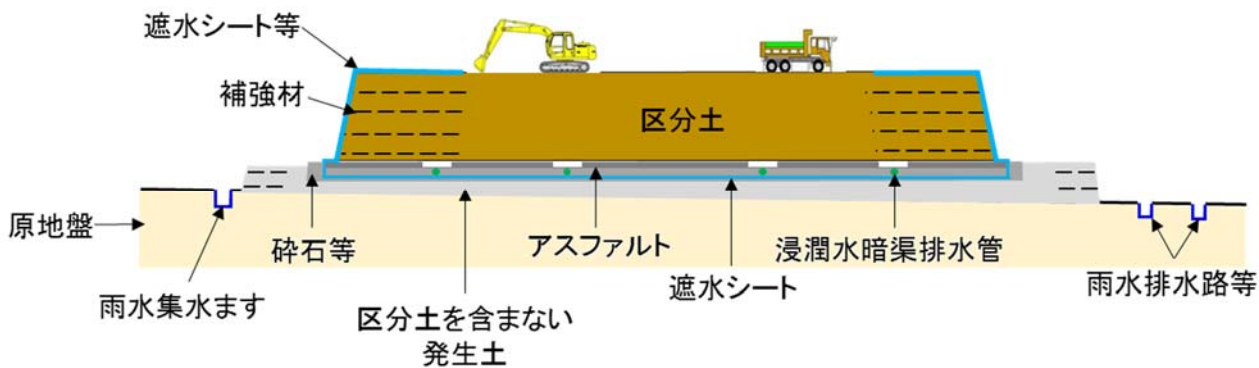 遮水シート等
補強材
区分土
原地盤
砕石等
アスファルト
浸潤水暗渠排水管
雨水集水ます
区分土を含まない
発生土
遮水シート
雨水排水路等